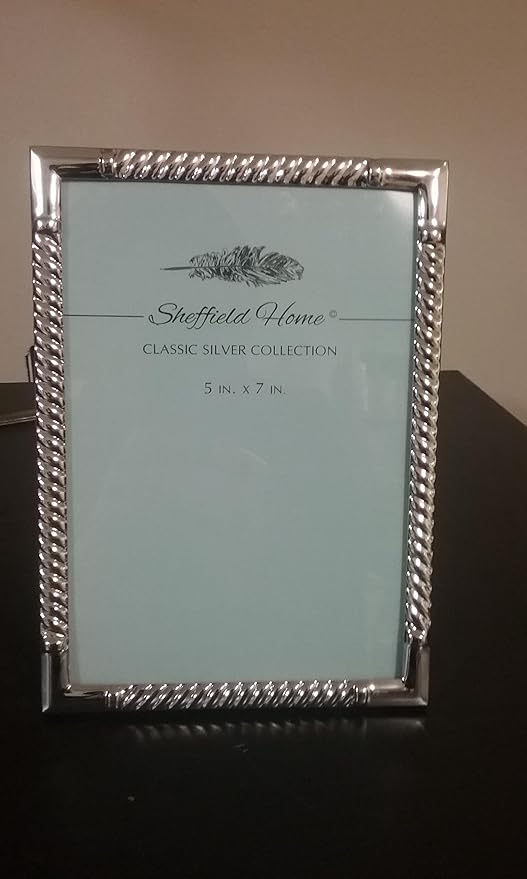 Sheffield Home©
CLASSIC SILVER COLLECTION
5 IN. X 7 IN.